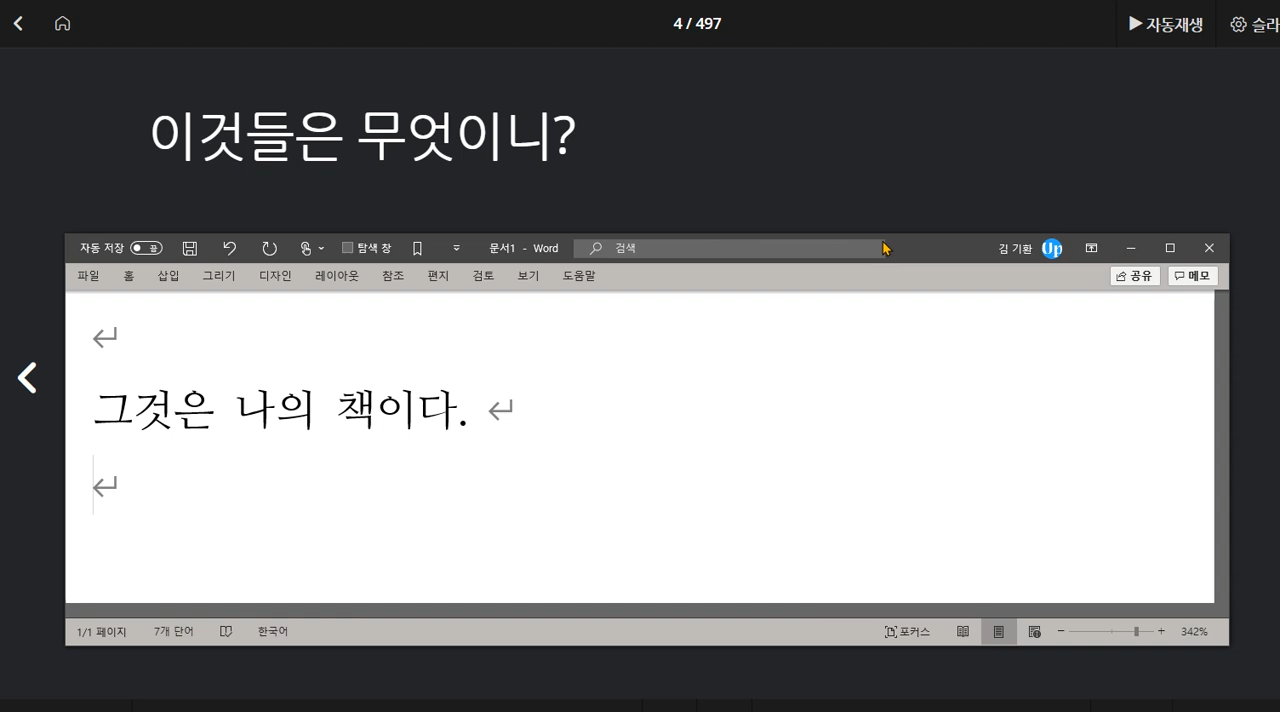 4 / 497
▶ 자동재생
슬라
이것들은 무엇이니?
자동 저장 끔 탐색 창 문서1 - Word 검색 김 기환 Up
파일 홈 삽입 그리기 디자인 레이아웃 참조 편지 검토 보기 도움말 공유 메모
그것은 나의 책이다.
1/1 페이지 7개 단어 한국어 포커스 − + 342%